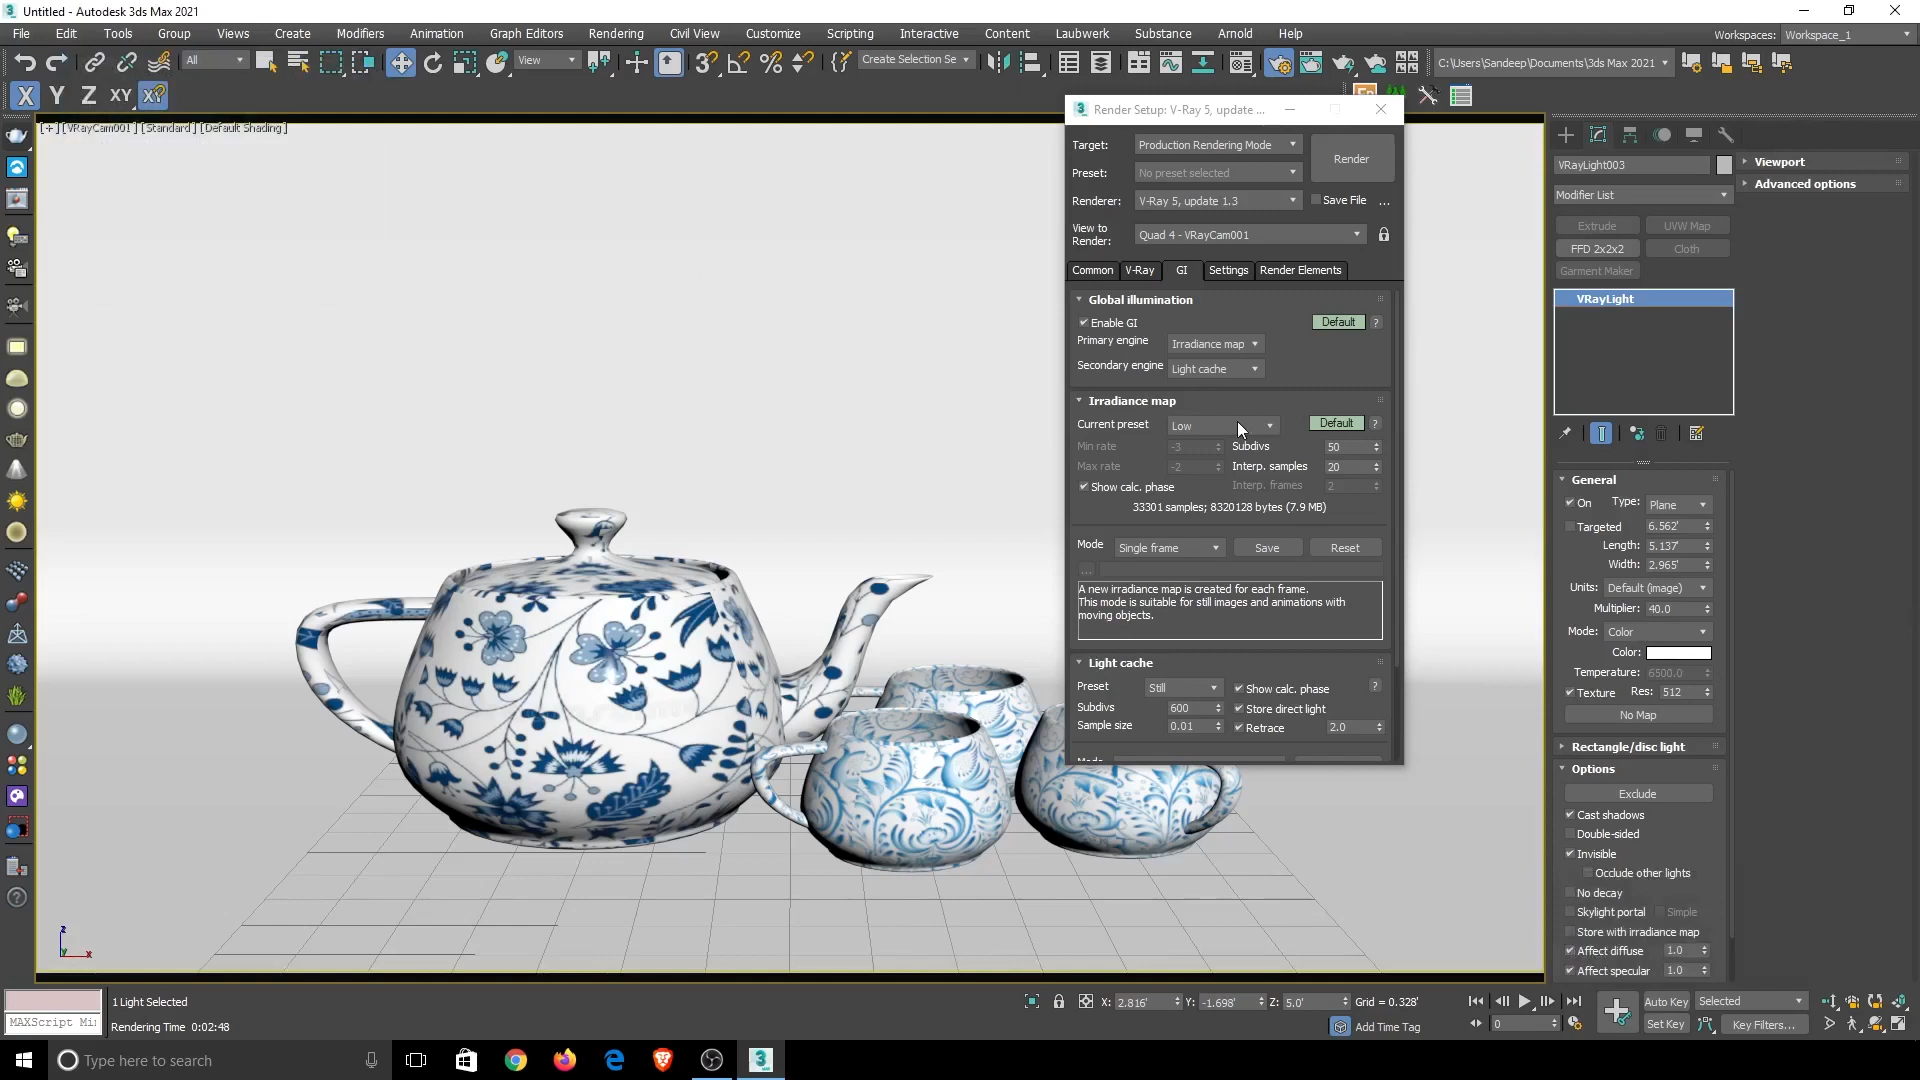 Untitled - Autodesk 3ds Max 2021
File Edit Tools Group Views Create Modifiers Animation Graph Editors Rendering Civil View Customize Scripting Interactive Content Laubwerk Substance Arnold Help
Workspaces: Workspace_1
All View Create Selection Se C:\Users\Sandeep\Documents\3ds Max 2021
X Y Z XY XY
[+] [VRayCam001] [Standard] [Default Shading]
Render Setup: V-Ray 5, update ...
Target: Production Rendering Mode
Render
Preset: No preset selected
Renderer: V-Ray 5, update 1.3
Save File ...
View to
Render: Quad 4 - VRayCam001
Common V-Ray GI Settings Render Elements
Global illumination
Enable GI Default ?
Primary engine Irradiance map
Secondary engine Light cache
Irradiance map
Current preset Low Default ?
Min rate -3 Subdivs 50
Max rate -2 Interp. samples 20
Show calc. phase Interp. frames 2
33301 samples; 8320128 bytes (7.9 MB)
Mode Single frame Save Reset
...
A new irradiance map is created for each frame.
This mode is suitable for still images and animations with
moving objects.
Light cache
Preset Still Show calc. phase ?
Subdivs 600 Store direct light
Sample size 0.01 Retrace 2.0
VRayLight003
Modifier List
Extrude UVW Map
FFD 2x2x2 Cloth
Garment Maker
VRayLight
Viewport
Advanced options
General
On Type: Plane
Targeted 6.562'
Length: 5.137'
Width: 2.965'
Units: Default (image)
Multiplier: 40.0
Mode: Color
Color:
Temperature: 6500.0
Texture Res: 512
No Map
Rectangle/disc light
Options
Exclude
Cast shadows
Double-sided
Invisible
Occlude other lights
No decay
Skylight portal Simple
Store with irradiance map
Affect diffuse 1.0
Affect specular 1.0
z
y x
MAXScript Mi
1 Light Selected
Rendering Time 0:02:48
X: 2.816' Y: -1.698' Z: 5.0' Grid = 0.328'
Add Time Tag
0
Auto Key Selected
Set Key Key Filters...
Type here to search